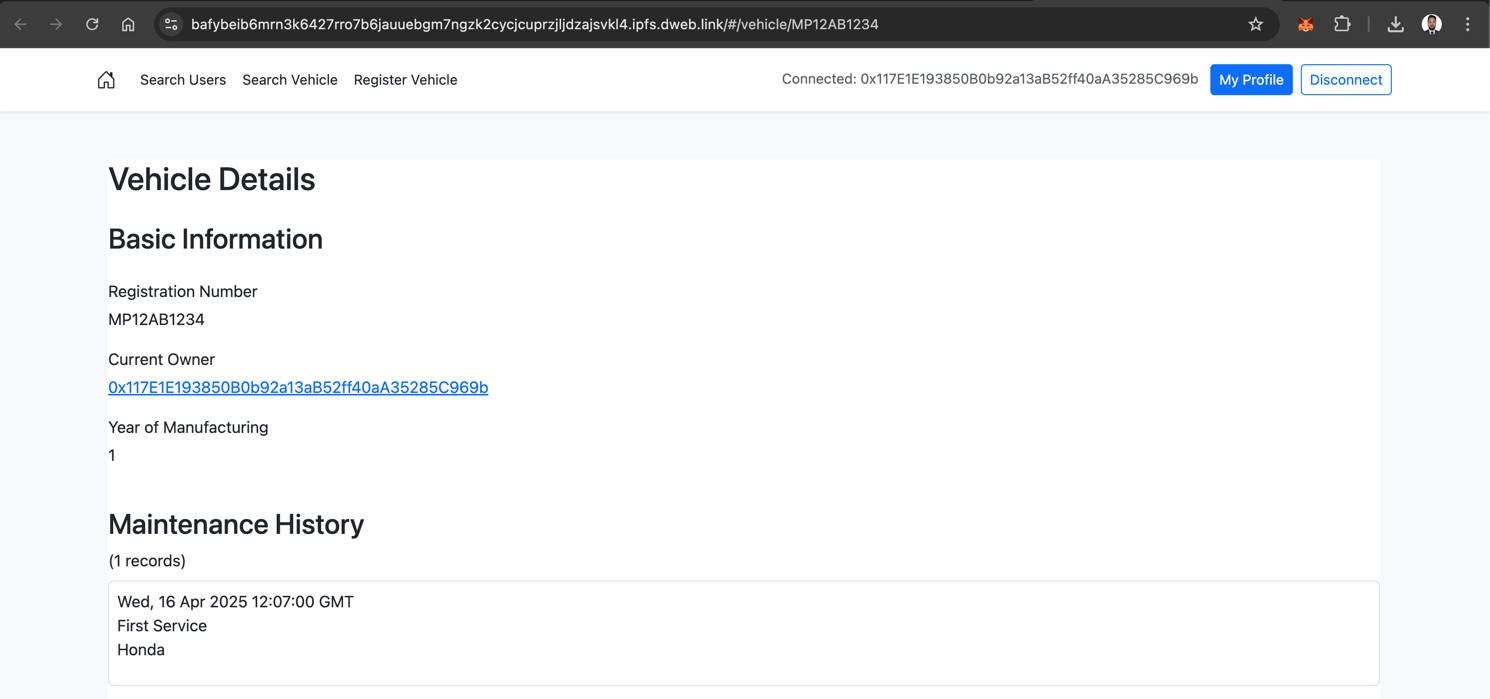 bafybeib6mrn3k6427rro7b6jauuebgm7ngzk2cycjcuprzjljdzajsvkl4.ipfs.dweb.link/#/vehicle/MP12AB1234
Search Users Search Vehicle Register Vehicle Connected: 0x117E1E193850B0b92a13aB52ff40aA35285C969b My Profile Disconnect
Vehicle Details
Basic Information
Registration Number
MP12AB1234
Current Owner
0x117E1E193850B0b92a13aB52ff40aA35285C969b
Year of Manufacturing
1
Maintenance History
(1 records)
Wed, 16 Apr 2025 12:07:00 GMT
First Service
Honda